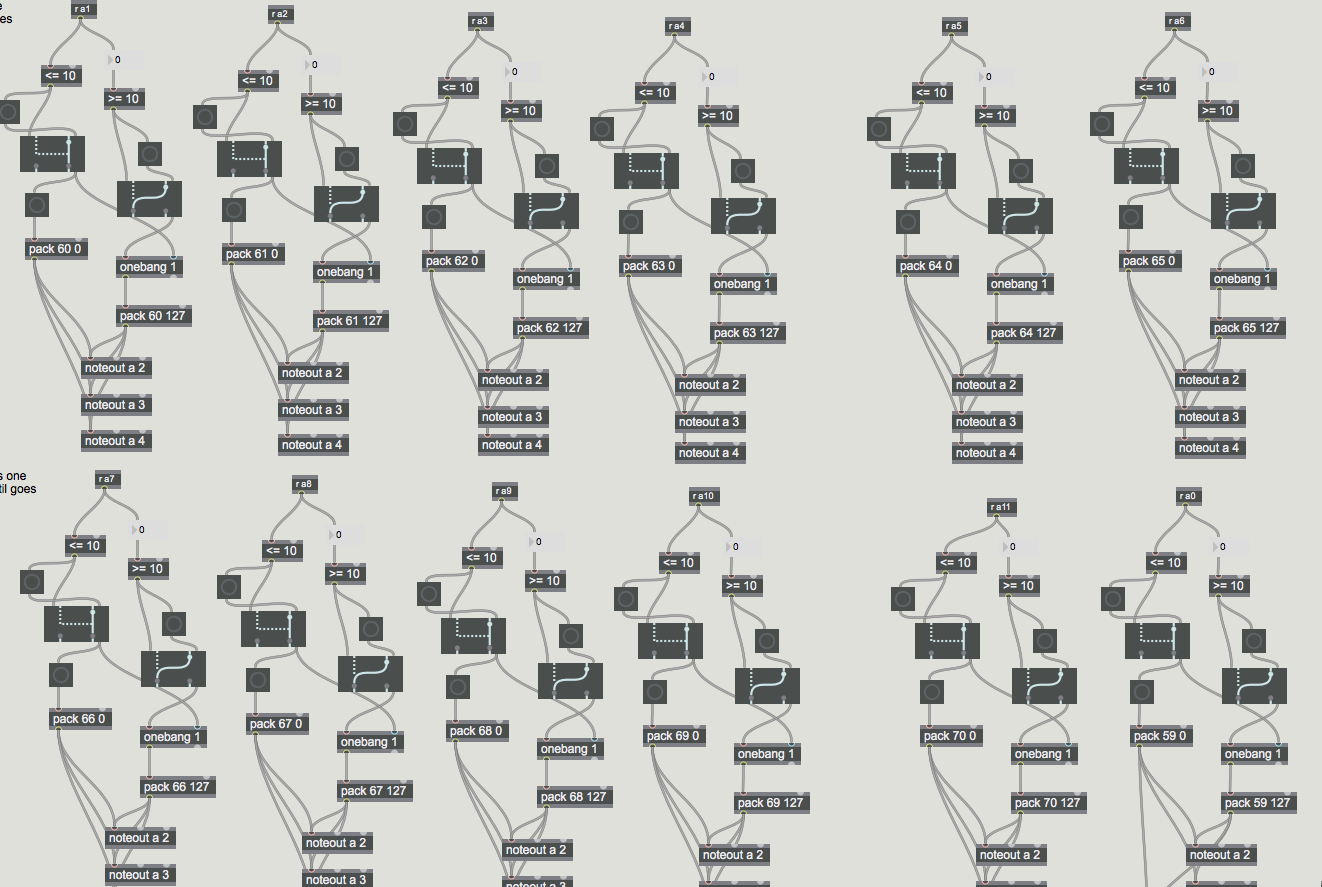 es
r a1
0
<= 10
>= 10
pack 60 0
onebang 1
pack 60 127
noteout a 2
noteout a 3
noteout a 4
r a2
0
<= 10
>= 10
pack 61 0
onebang 1
pack 61 127
noteout a 2
noteout a 3
noteout a 4
r a3
0
<= 10
>= 10
pack 62 0
onebang 1
pack 62 127
noteout a 2
noteout a 3
noteout a 4
r a4
0
<= 10
>= 10
pack 63 0
onebang 1
pack 63 127
noteout a 2
noteout a 3
noteout a 4
r a5
0
<= 10
>= 10
pack 64 0
onebang 1
pack 64 127
noteout a 2
noteout a 3
noteout a 4
r a6
0
<= 10
>= 10
pack 65 0
onebang 1
pack 65 127
noteout a 2
noteout a 3
noteout a 4
s one
til goes
r a7
0
<= 10
>= 10
pack 66 0
onebang 1
pack 66 127
noteout a 2
noteout a 3
r a8
0
<= 10
>= 10
pack 67 0
onebang 1
pack 67 127
noteout a 2
noteout a 3
r a9
0
<= 10
>= 10
pack 68 0
onebang 1
pack 68 127
noteout a 2
noteout a 3
r a10
0
<= 10
>= 10
pack 69 0
onebang 1
pack 69 127
noteout a 2
r a11
0
<= 10
>= 10
pack 70 0
onebang 1
pack 70 127
noteout a 2
r a0
0
<= 10
>= 10
pack 59 0
onebang 1
pack 59 127
noteout a 2